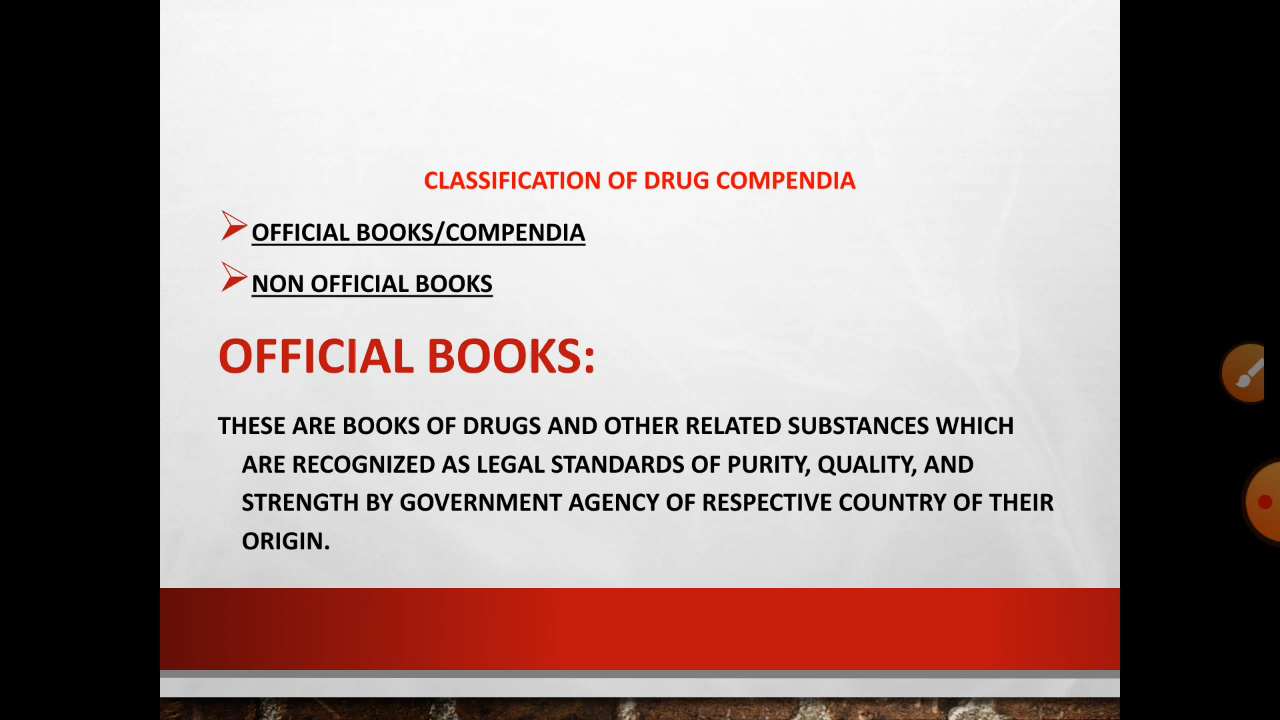 CLASSIFICATION OF DRUG COMPENDIA
OFFICIAL BOOKS/COMPENDIA
NON OFFICIAL BOOKS
OFFICIAL BOOKS:
THESE ARE BOOKS OF DRUGS AND OTHER RELATED SUBSTANCES WHICH
ARE RECOGNIZED AS LEGAL STANDARDS OF PURITY, QUALITY, AND
STRENGTH BY GOVERNMENT AGENCY OF RESPECTIVE COUNTRY OF THEIR
ORIGIN.